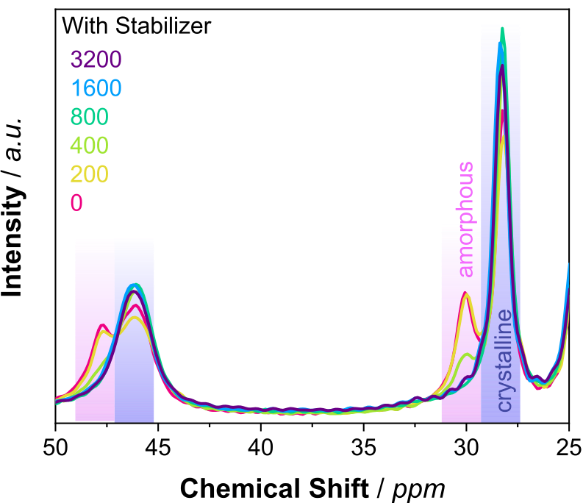 With Stabilizer
3200
1600
800
400
200
0
amorphous
crystalline
Intensity / a.u.
50 45 40 35 30 25
Chemical Shift / ppm